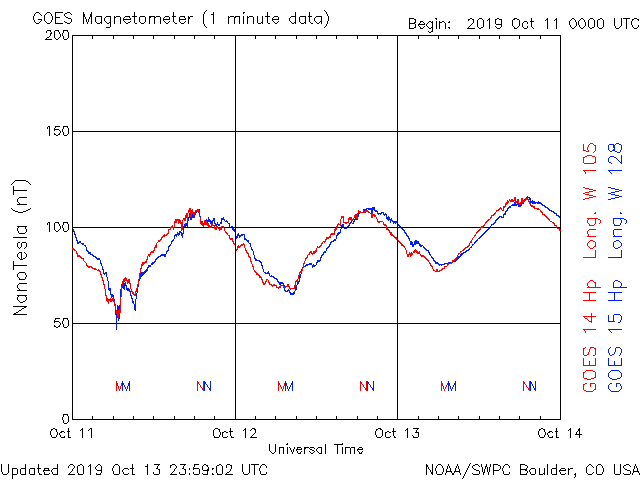 GOES Magnetometer (1 minute data)
Begin: 2019 Oct 11 0000 UTC
200
150
100
50
0
NanoTesla (nT)
M M N N M M N N M M N N
Oct 11 Oct 12 Oct 13 Oct 14
Universal Time
GOES 14 Hp Long. W 105
GOES 15 Hp Long. W 128
Updated 2019 Oct 13 23:59:02 UTC
NOAA/SWPC Boulder, CO USA